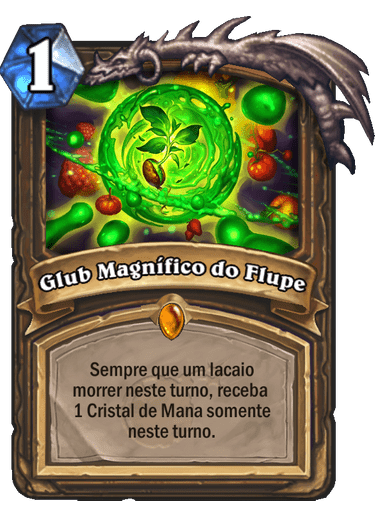 1
Glub Magnífico do Flupe
Sempre que um lacaio
morrer neste turno, receba
1 Cristal de Mana somente
neste turno.